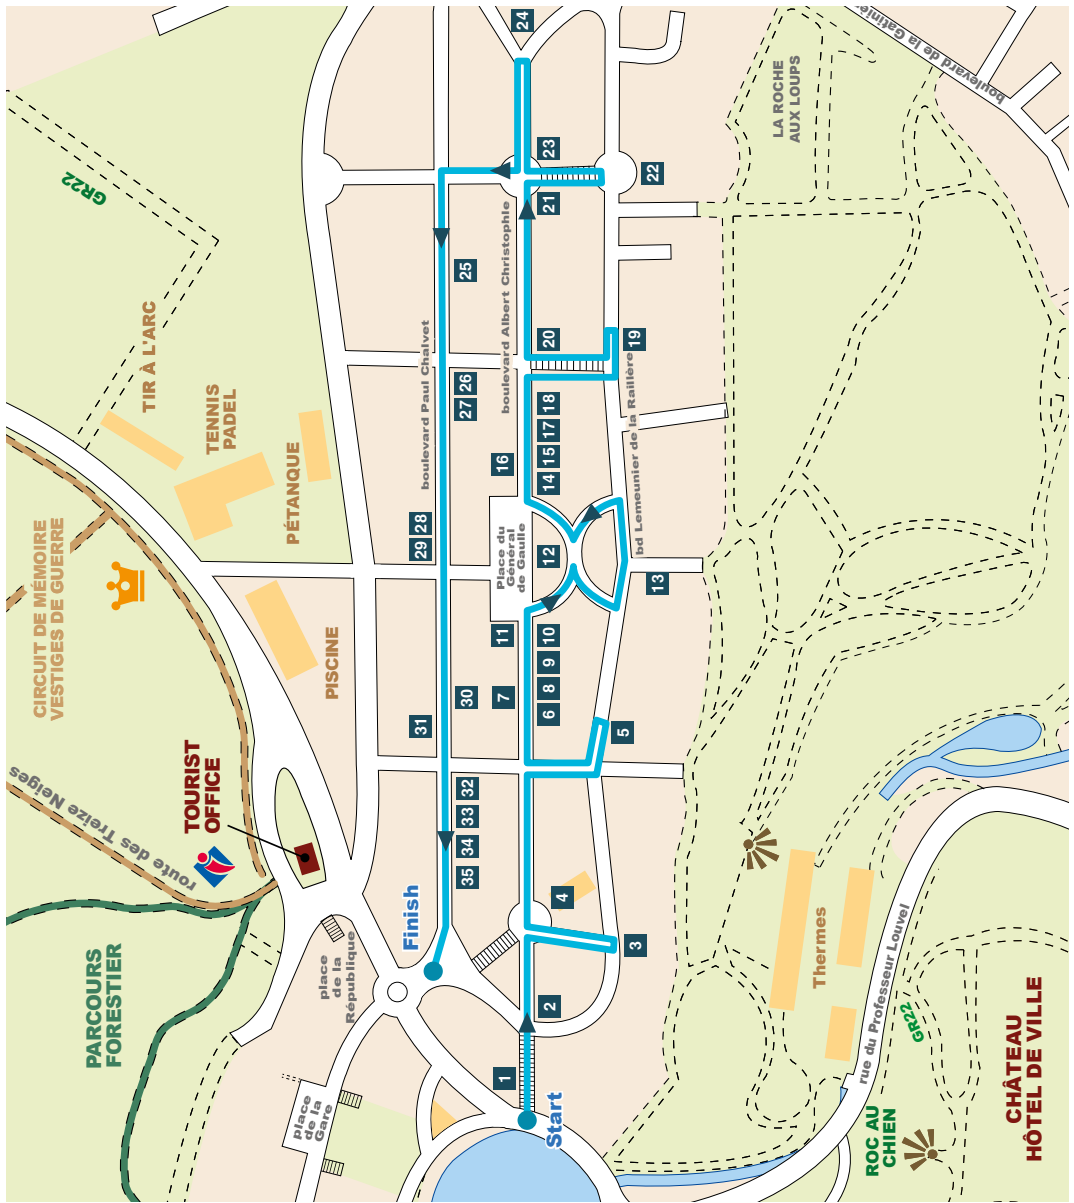 24
boulevard de la Gatinie
LA ROCHE
AUX LOUPS
GR22
23
22
21
25
boulevard Albert Christophle
TIR À L'ARC
TENNIS
PADEL
PÉTANQUE
boulevard Paul Chalvet
20
19
26
27
18
17
15
14
16
bd Lemeunier de la Raillère
28
29
Place du
Général
de Gaulle
12
13
CIRCUIT DE MÉMOIRE
VESTIGES DE GUERRE
PISCINE
11
10
9
8
6
7
5
30
31
TOURIST
OFFICE
route des Treize Neiges
32
33
34
35
4
3
2
1
Finish
Start
place
de la
République
PARCOURS
FORESTIER
place
de la
Gare
Thermes
rue du Professeur Louvel
GR22
ROC AU
CHIEN
CHÂTEAU
HÔTEL DE VILLE